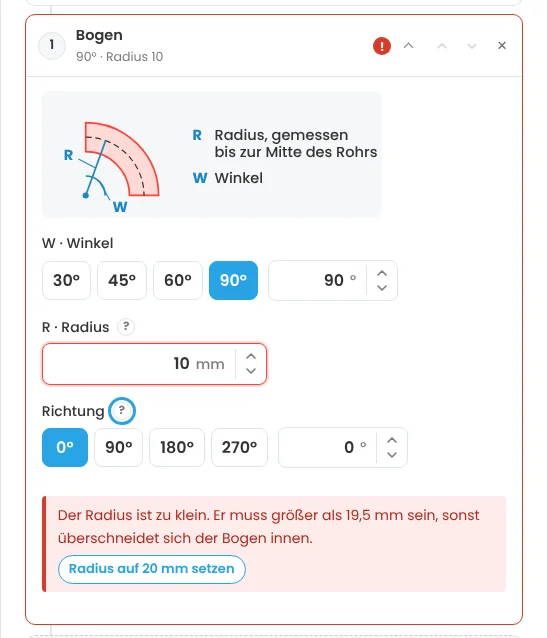 1
Bogen
90° · Radius 10
!
R
W
R Radius, gemessen
bis zur Mitte des Rohrs
W Winkel
W · Winkel
30° 45° 60° 90° 90 °
R · Radius ?
10 mm
Richtung ?
0° 90° 180° 270° 0 °
Der Radius ist zu klein. Er muss größer als 19,5 mm sein, sonst
überschneidet sich der Bogen innen.
Radius auf 20 mm setzen